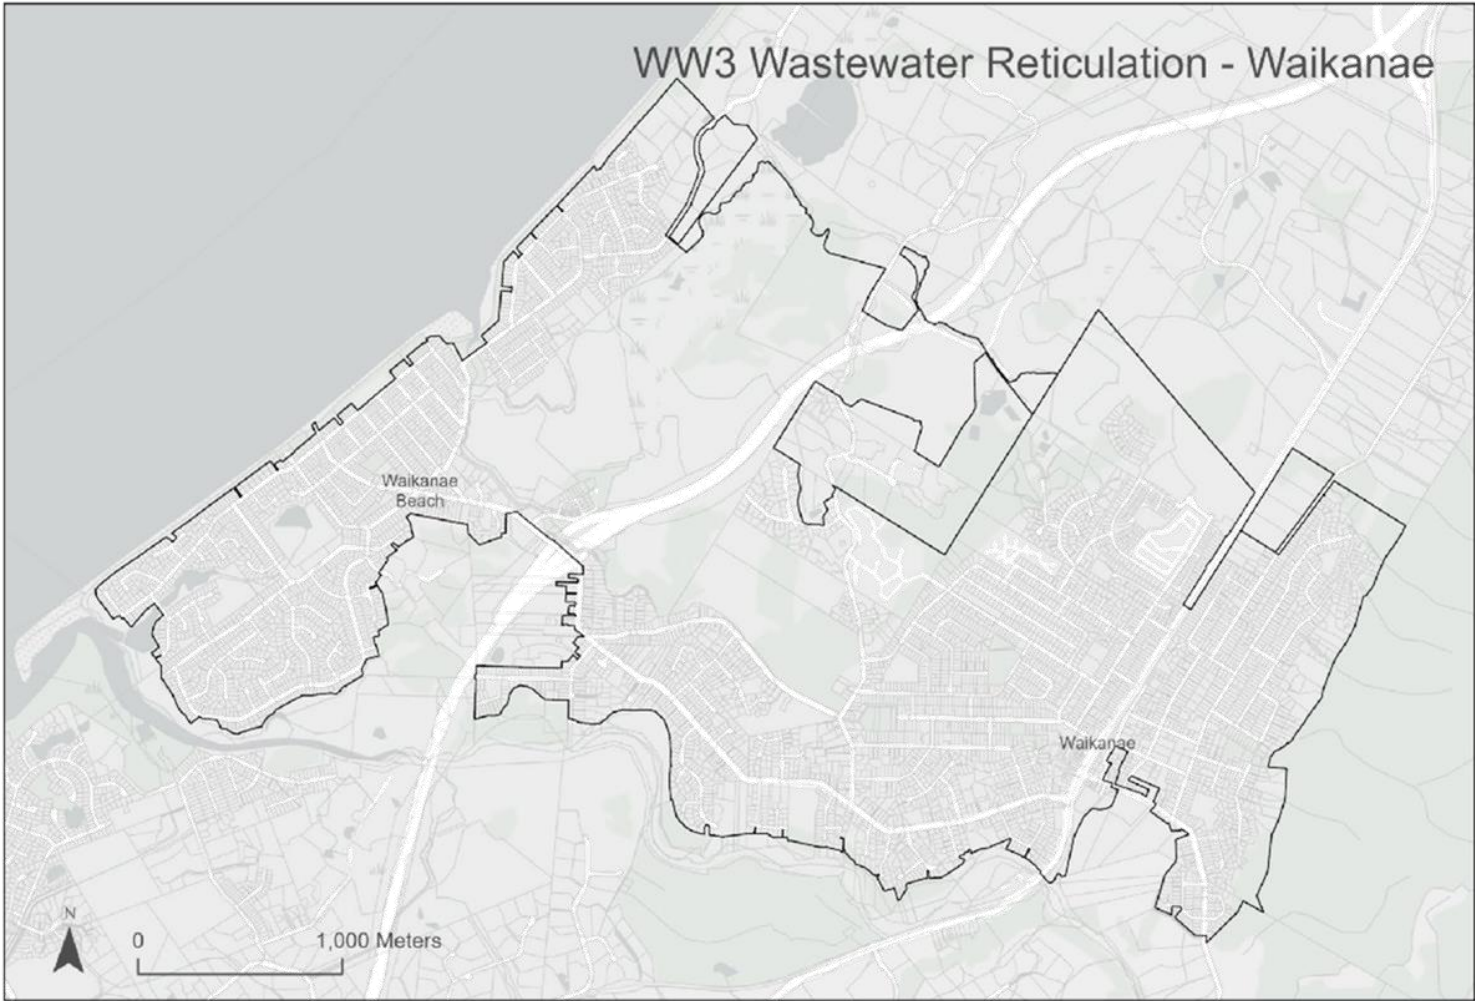 WW3 Wastewater Reticulation - Waikanae
Waikanae
Beach
Waikanae
N
0
1,000 Meters